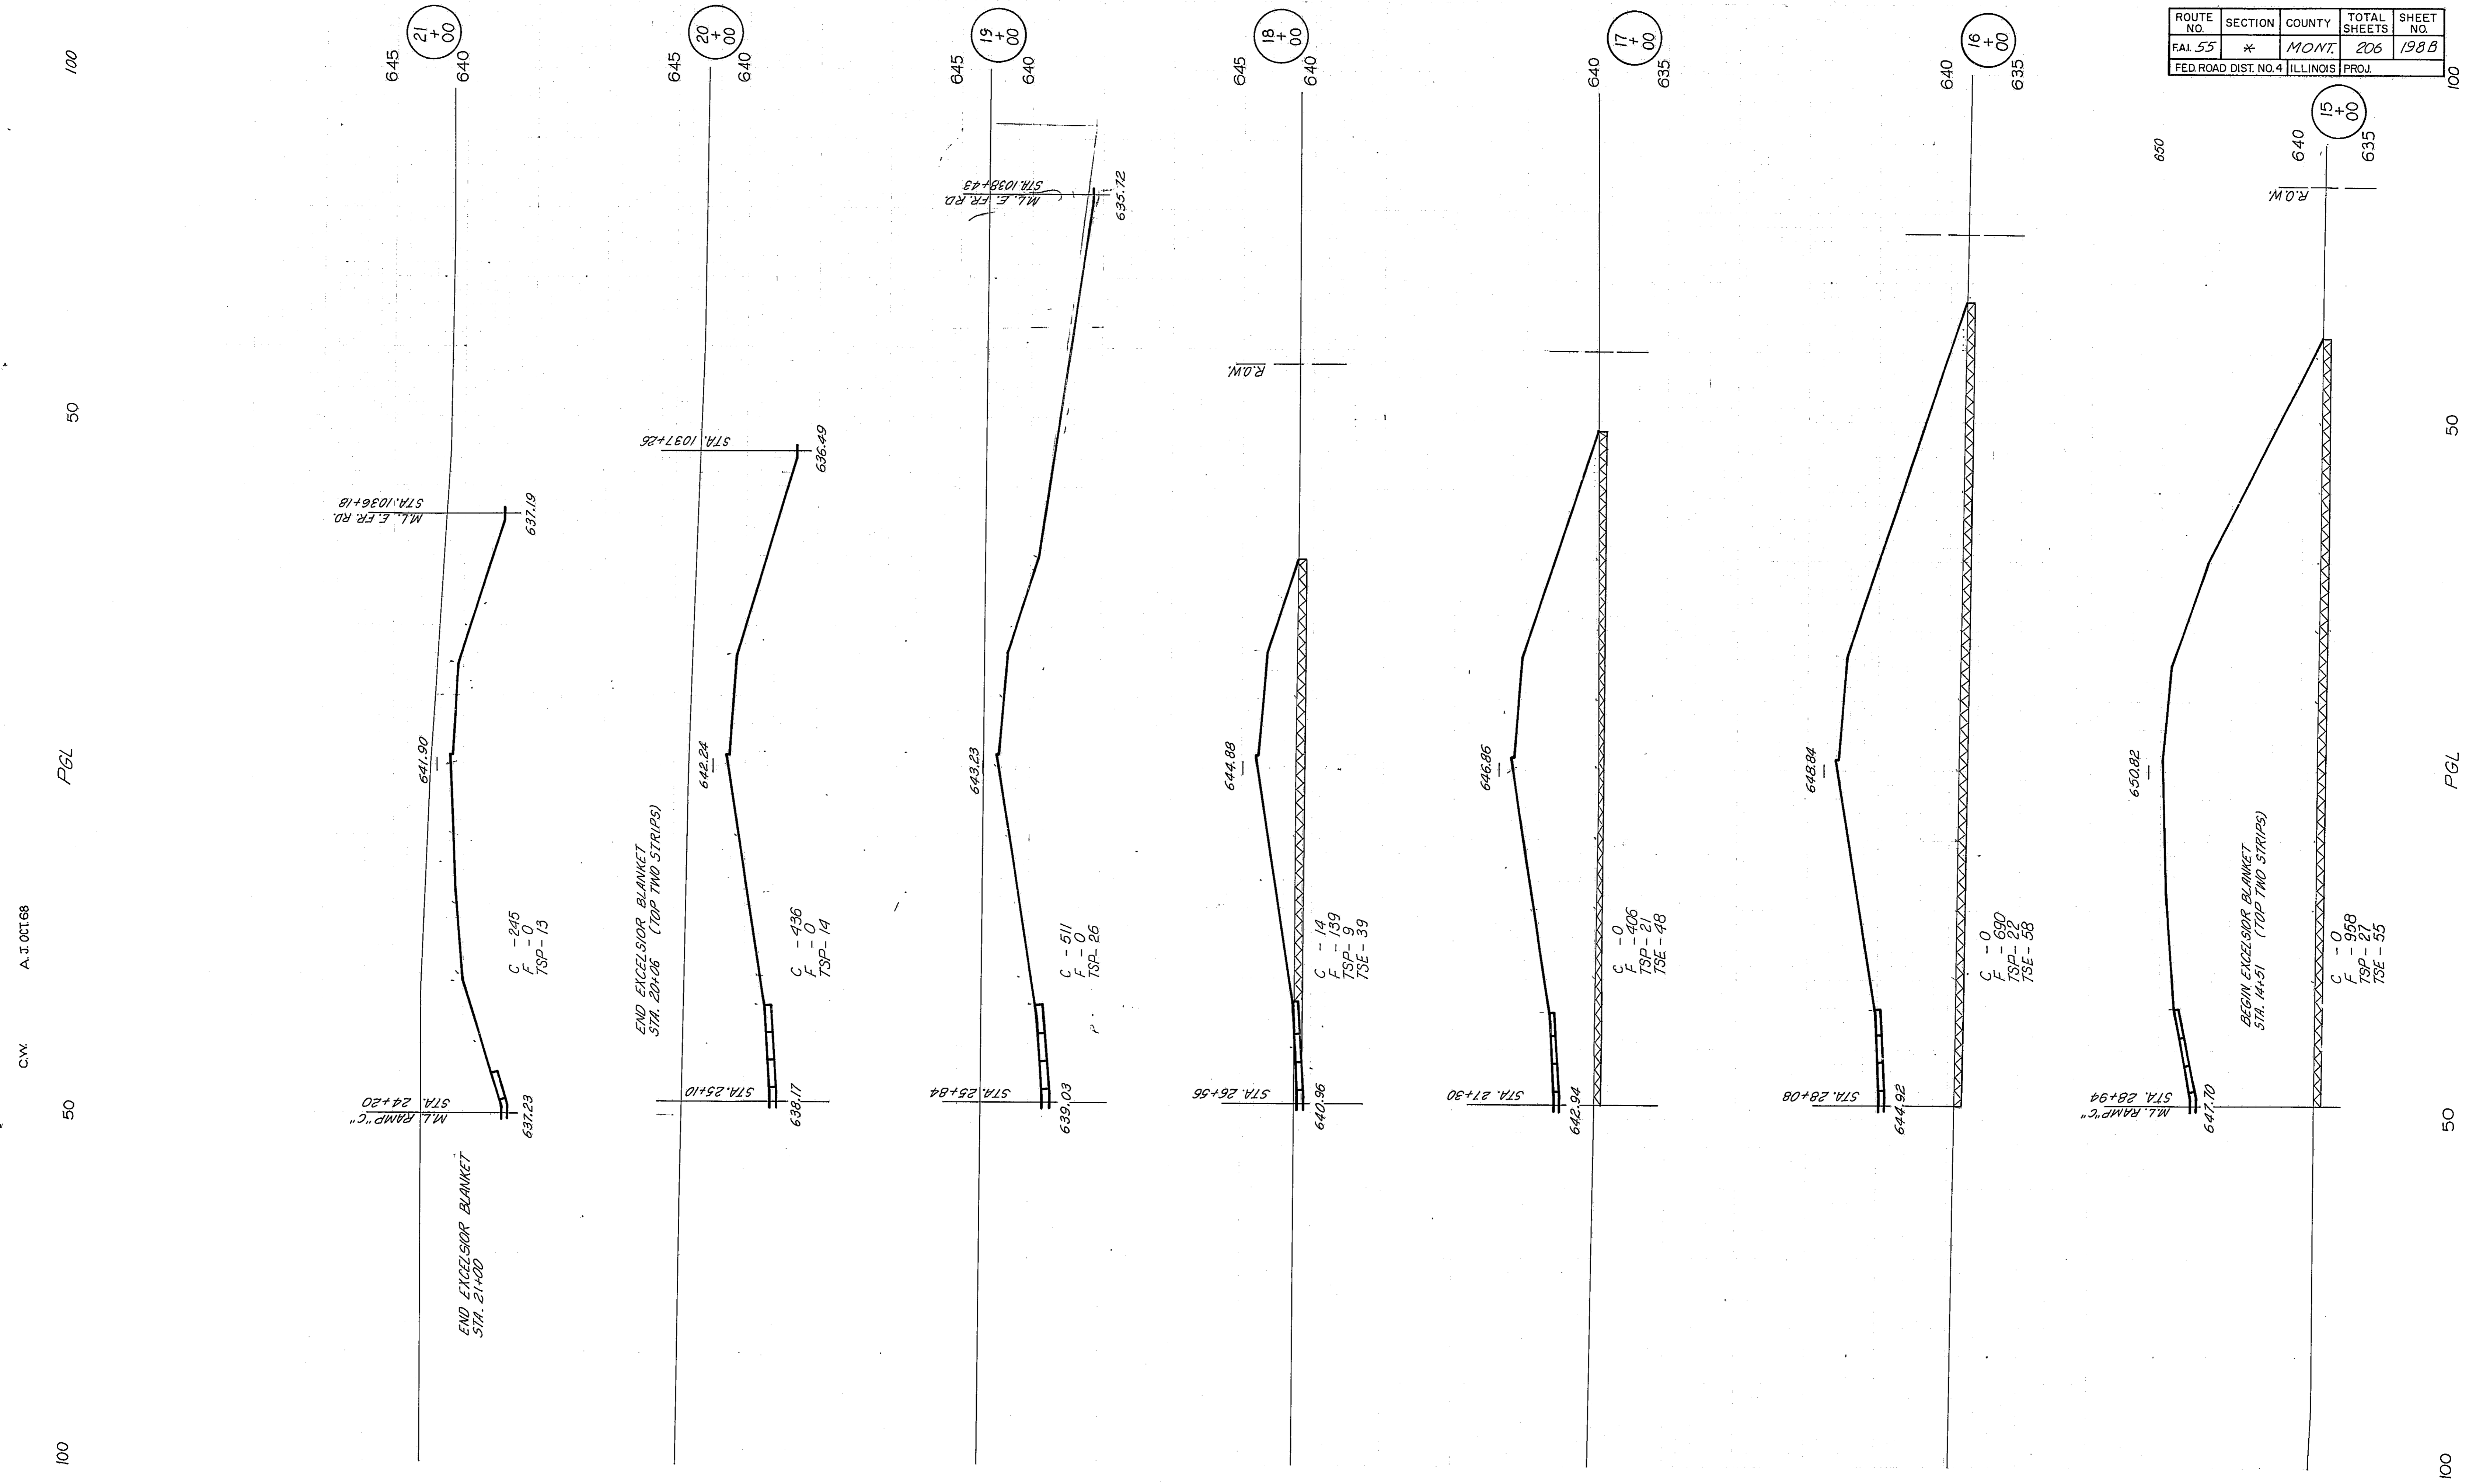 ROUTE NO. SECTION COUNTY TOTAL SHEETS SHEET NO.
F.A.I. 55 * MONT. 206 198B
FED. ROAD DIST. NO. 4 ILLINOIS PROJ.
100
50
PGL
50
100
C.W. A.J. OCT. 68
21+00
645
640
M.L. E. FR. RD.
STA. 1036+18
637.19
641.90
C - 245
F - 0
TSP - 13
M.L. RAMP "C"
STA. 24+20
637.23
END EXCELSIOR BLANKET
STA. 21+00
20+00
645
640
STA. 1037+26
636.49
642.24
END EXCELSIOR BLANKET
STA. 20+06 (TOP TWO STRIPS)
C - 436
F - 0
TSP - 14
STA. 25+10
638.17
19+00
645
640
M.L. E. FR. RD.
STA. 1038+43
635.72
643.23
C - 511
F - 0
TSP - 26
STA. 25+84
639.03
18+00
645
640
R.O.W.
644.88
C - 14
F - 139
TSP - 9
TSE - 39
STA. 26+56
640.96
17+00
640
635
646.86
C - 0
F - 406
TSP - 21
TSE - 48
STA. 27+30
642.94
16+00
640
635
648.84
C - 0
F - 690
TSP - 22
TSE - 58
STA. 28+08
644.92
15+00
650
640
635
R.O.W.
650.82
BEGIN EXCELSIOR BLANKET
STA. 14+51 (TOP TWO STRIPS)
C - 0
F - 958
TSP - 27
TSE - 55
M.L. RAMP "C"
STA. 28+94
647.70
100
50
PGL
50
100